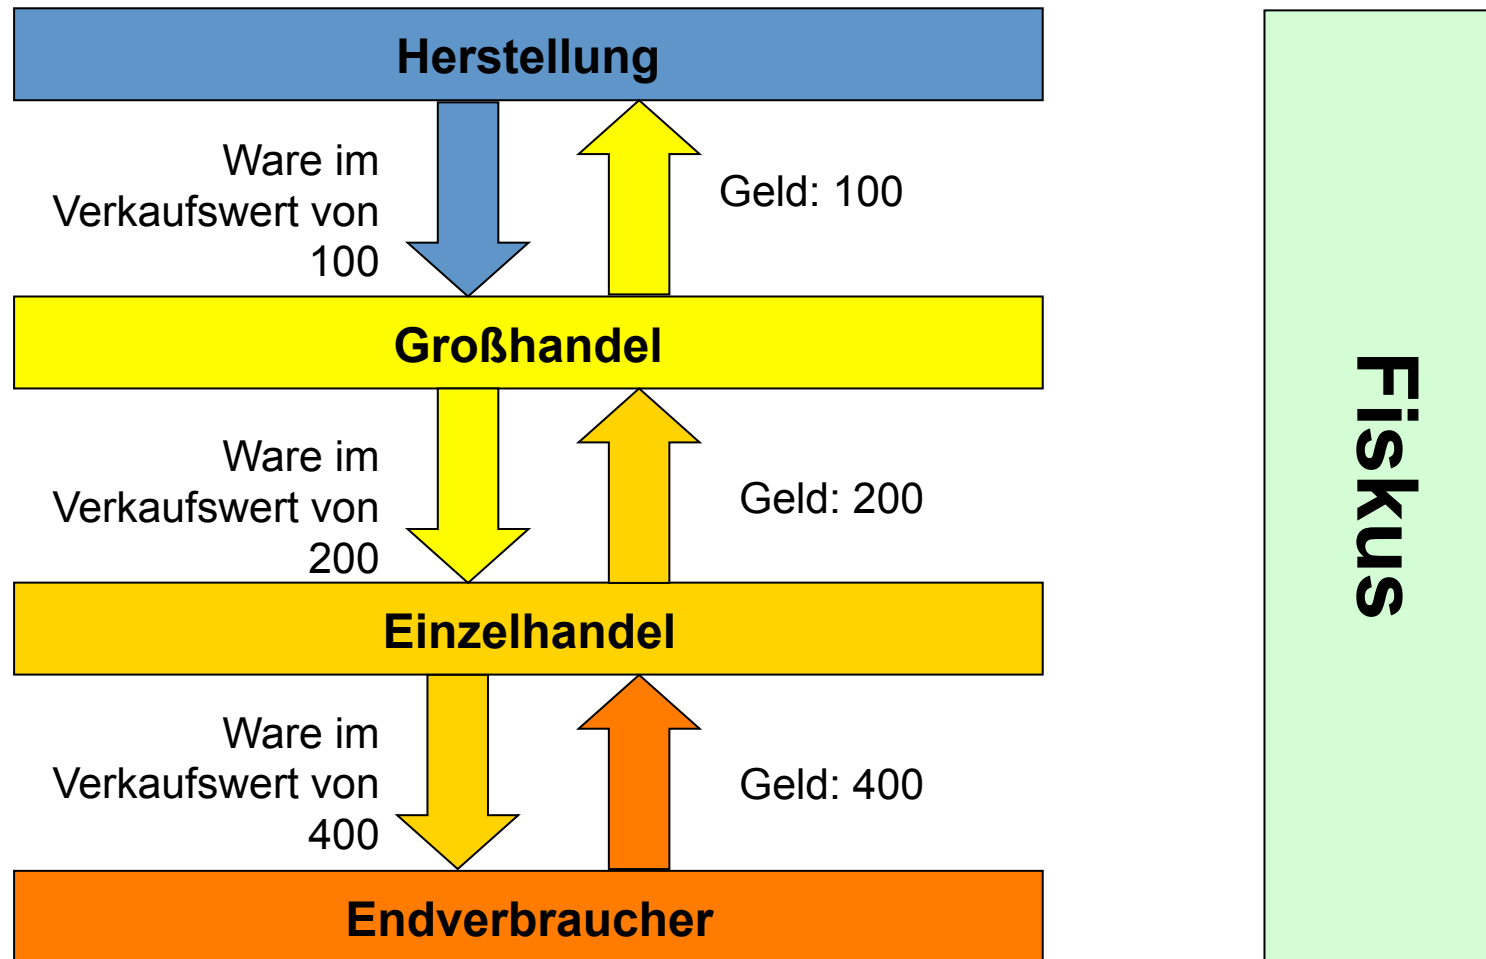 Herstellung
Ware im
Verkaufswert von
100
Geld: 100
Großhandel
Ware im
Verkaufswert von
200
Geld: 200
Einzelhandel
Ware im
Verkaufswert von
400
Geld: 400
Endverbraucher
Fiskus